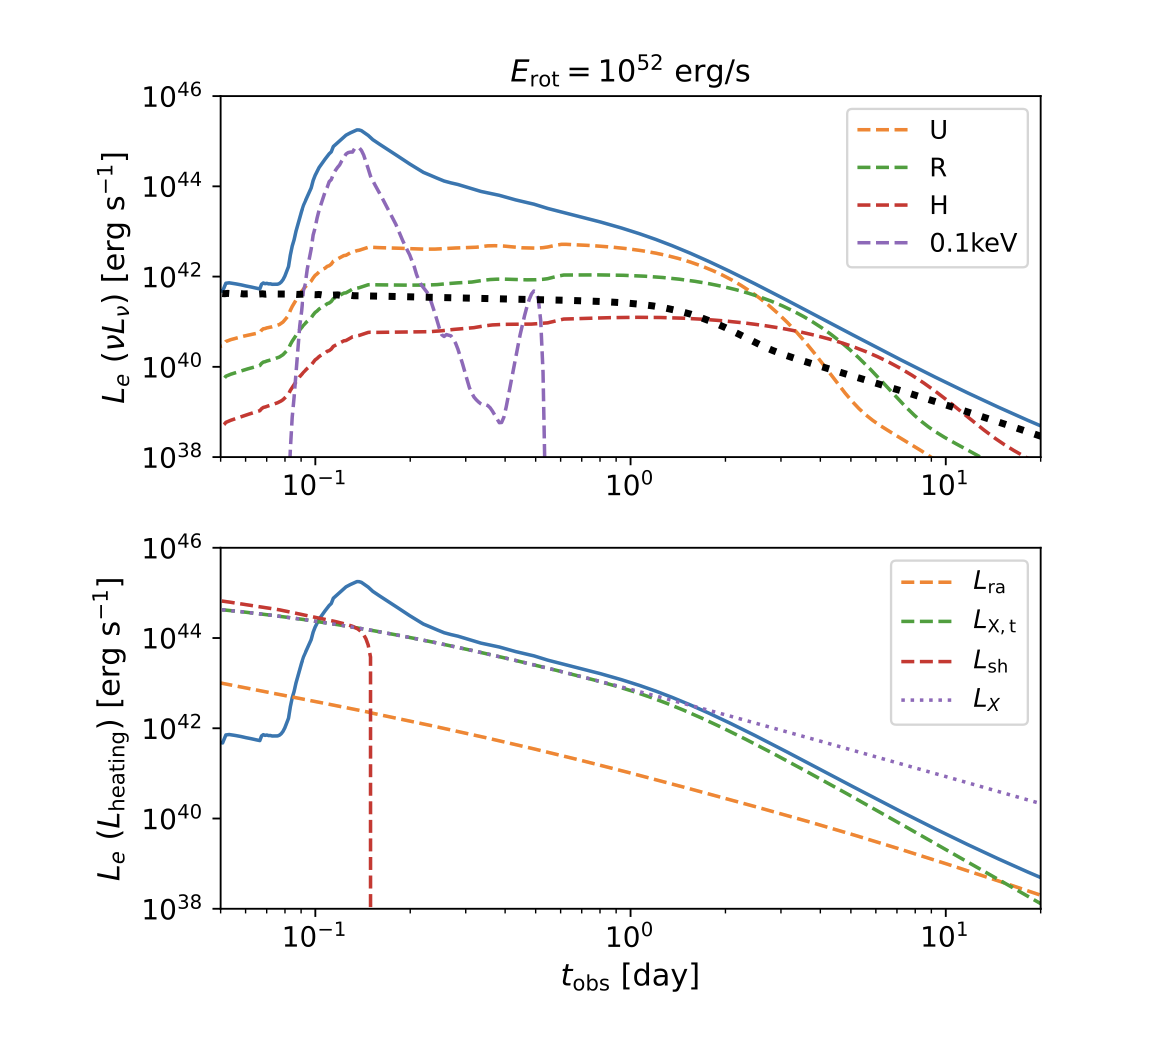 E_rot = 10^52 erg/s
L_e (νL_ν) [erg s^−1]
10^46
10^44
10^42
10^40
10^38
U
R
H
0.1keV
10^−1
10^0
10^1
L_e (L_heating) [erg s^−1]
10^46
10^44
10^42
10^40
10^38
L_ra
L_X, t
L_sh
L_X
10^−1
10^0
10^1
t_obs [day]